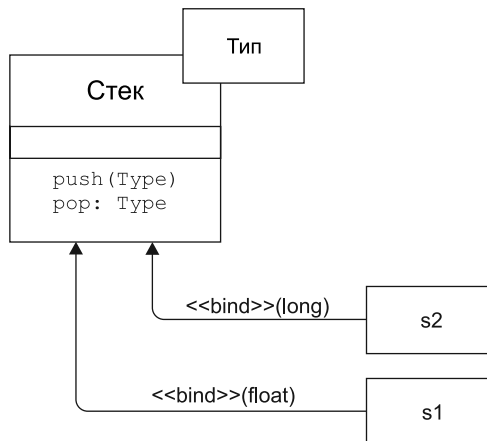 Тип
Стек
push(Type)
pop: Type
<<bind>>(long)
s2
<<bind>>(float)
s1